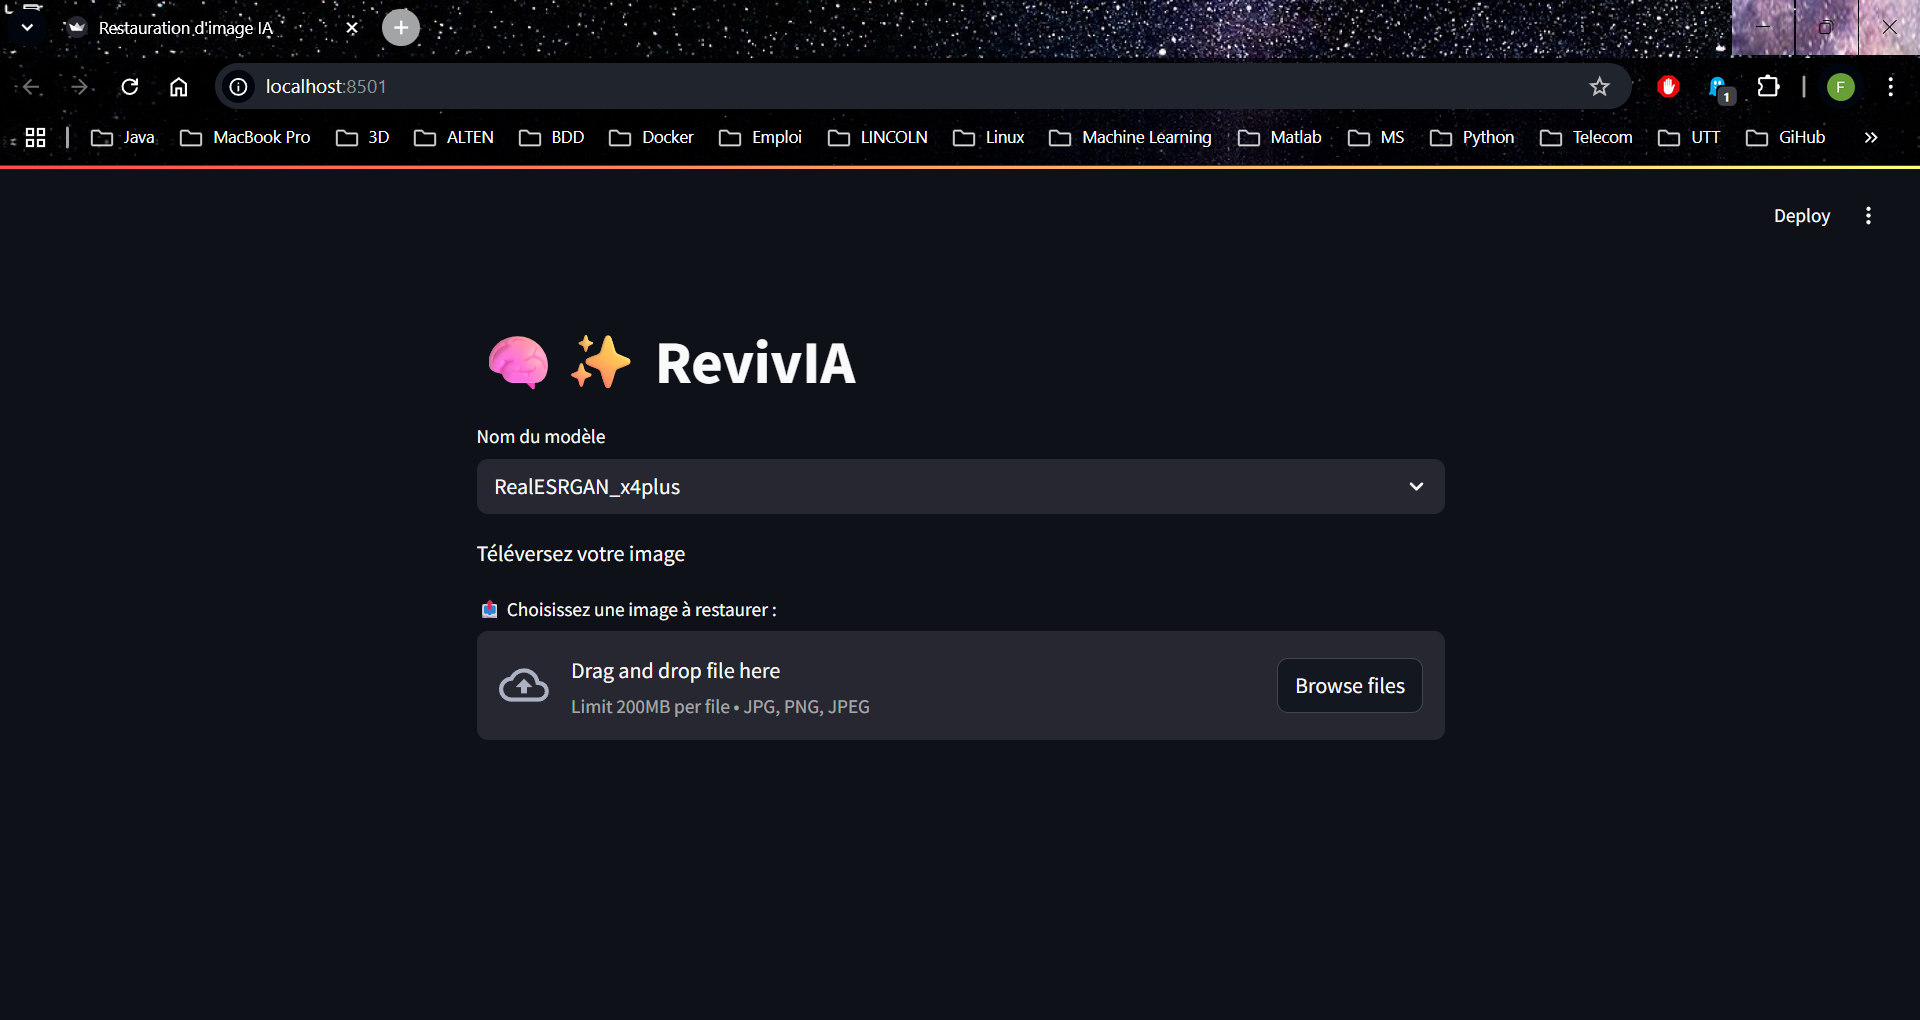 Restauration d'image IA
localhost:8501
1
F
Java MacBook Pro 3D ALTEN BDD Docker Emploi LINCOLN Linux Machine Learning Matlab MS Python Telecom UTT GiHub
Deploy
RevivIA
Nom du modèle
RealESRGAN_x4plus
Téléversez votre image
Choisissez une image à restaurer :
Drag and drop file here
Limit 200MB per file • JPG, PNG, JPEG
Browse files